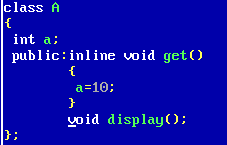 class A
{
int a;
public:inline void get()
{
a=10;
}
void display();
};